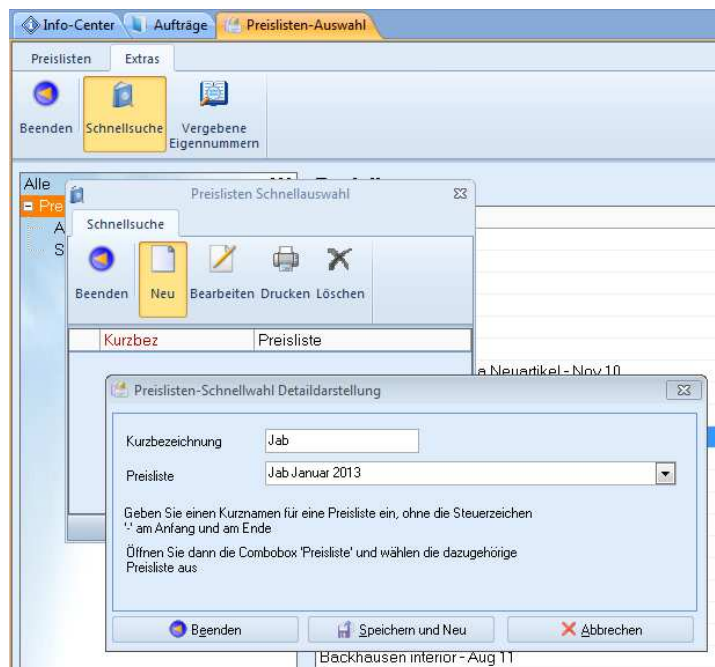 Info-Center Aufträge Preislisten-Auswahl
Preislisten Extras
Beenden Schnellsuche Vergebene Eigennummern
Alle
Pre
A
S
Preislisten Schnellauswahl
Schnellsuche
Beenden Neu Bearbeiten Drucken Löschen
Kurzbez Preisliste
a Neuartikel - Nov 10
Preislisten-Schnellwahl Detaildarstellung
Kurzbezeichnung Jab
Preisliste Jab Januar 2013
Geben Sie einen Kurznamen für eine Preisliste ein, ohne die Steuerzeichen
'-' am Anfang und am Ende
Öffnen Sie dann die Combobox 'Preisliste' und wählen die dazugehörige
Preisliste aus
Beenden Speichern und Neu Abbrechen
Backhausen interior - Aug 11